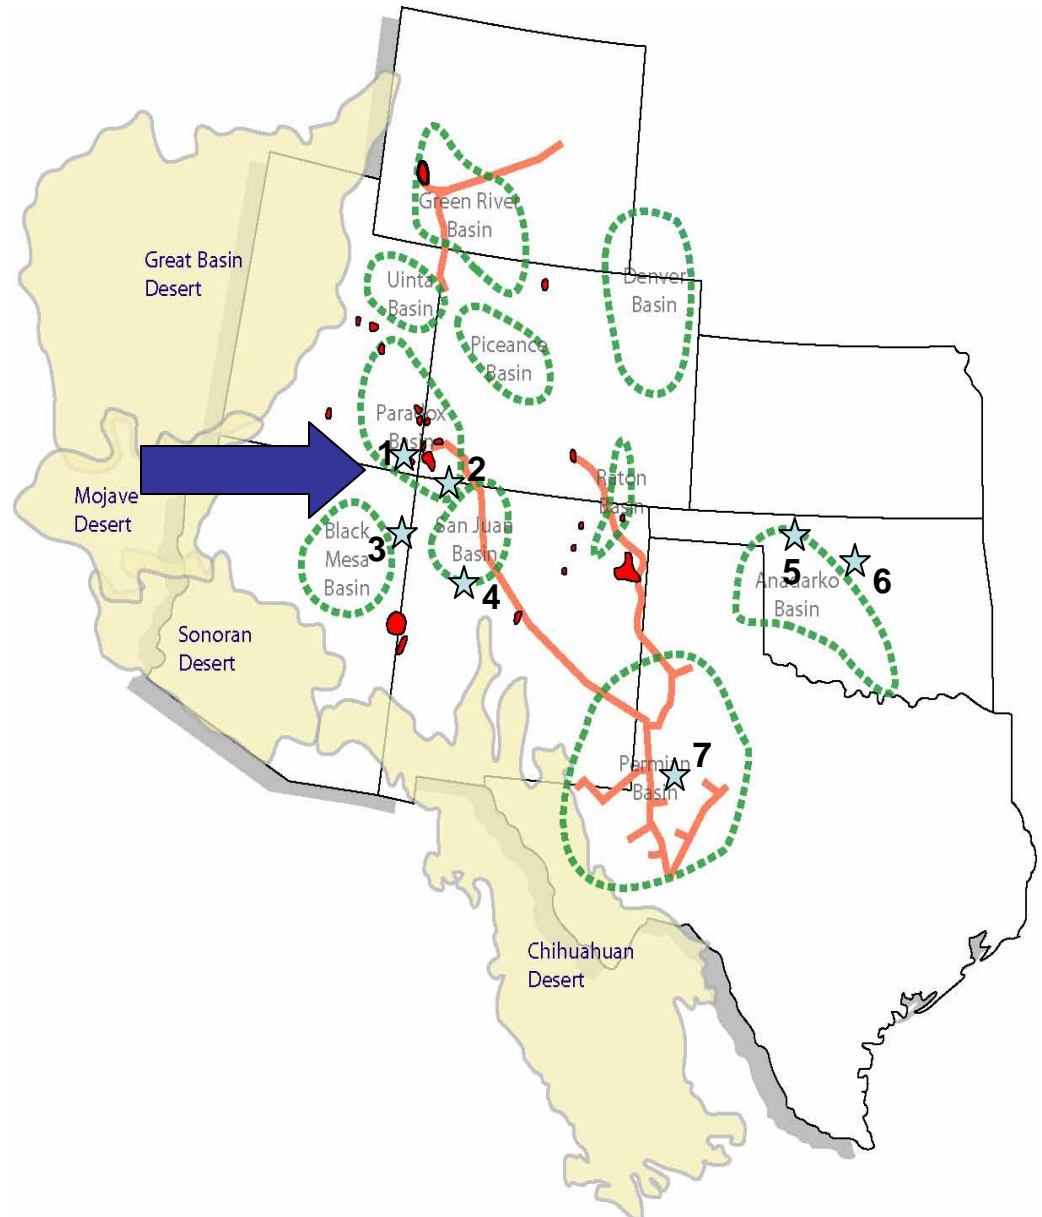 Green River
Basin
Great Basin
Desert
Uinta
Basin
Denver
Basin
Piceance
Basin
Paradox
Basin
1
2
Raton
Basin
Mojave
Desert
Black
Mesa
Basin
3
San Juan
Basin
4
5
6
Anadarko
Basin
Sonoran
Desert
7
Permian
Basin
Chihuahuan
Desert